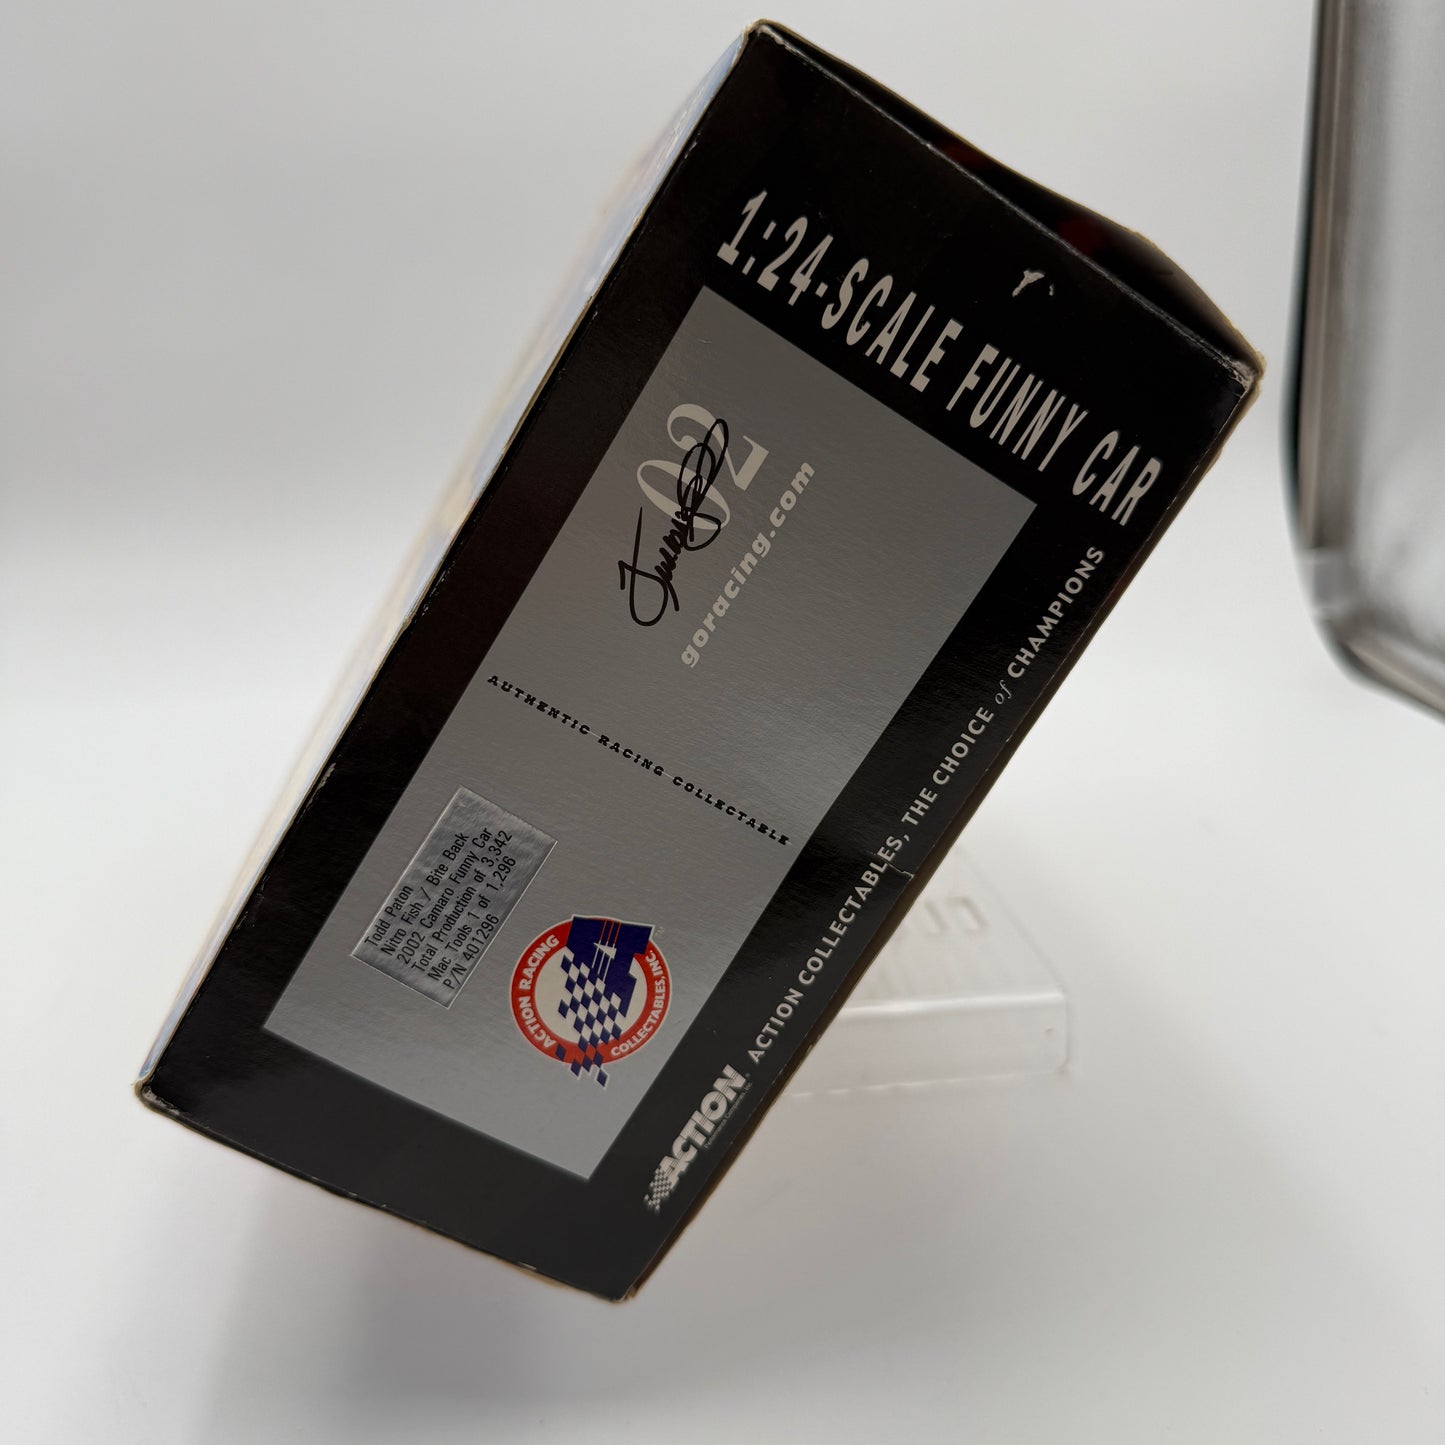 1:24-SCALE FUNNY CAR
02
goracing.com
AUTHENTIC RACING COLLECTABLE
Todd Paton
Nitro Fish / Bite Back
2002 Camaro Funny Car
Total Production of 3,342
Mac Tools 1 of 1,296
P/N 401296
ACTION RACING
COLLECTABLES, INC.
TM
ACTION
ACTION COLLECTABLES, THE CHOICE of CHAMPIONS